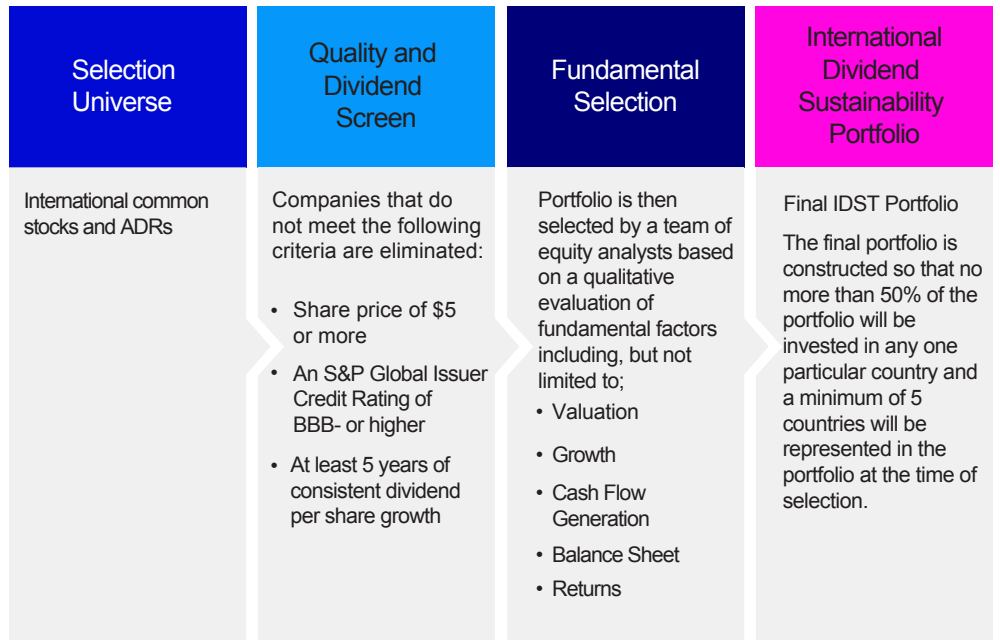 Selection
Universe
International common
stocks and ADRs
Quality and
Dividend
Screen
Companies that do
not meet the following
criteria are eliminated:
• Share price of $5
or more
• An S&P Global Issuer
Credit Rating of
BBB- or higher
• At least 5 years of
consistent dividend
per share growth
Fundamental
Selection
Portfolio is then
selected by a team of
equity analysts based
on a qualitative
evaluation of
fundamental factors
including, but not
limited to;
• Valuation
• Growth
• Cash Flow
Generation
• Balance Sheet
• Returns
International
Dividend
Sustainability
Portfolio
Final IDST Portfolio
The final portfolio is
constructed so that no
more than 50% of the
portfolio will be
invested in any one
particular country and
a minimum of 5
countries will be
represented in the
portfolio at the time of
selection.